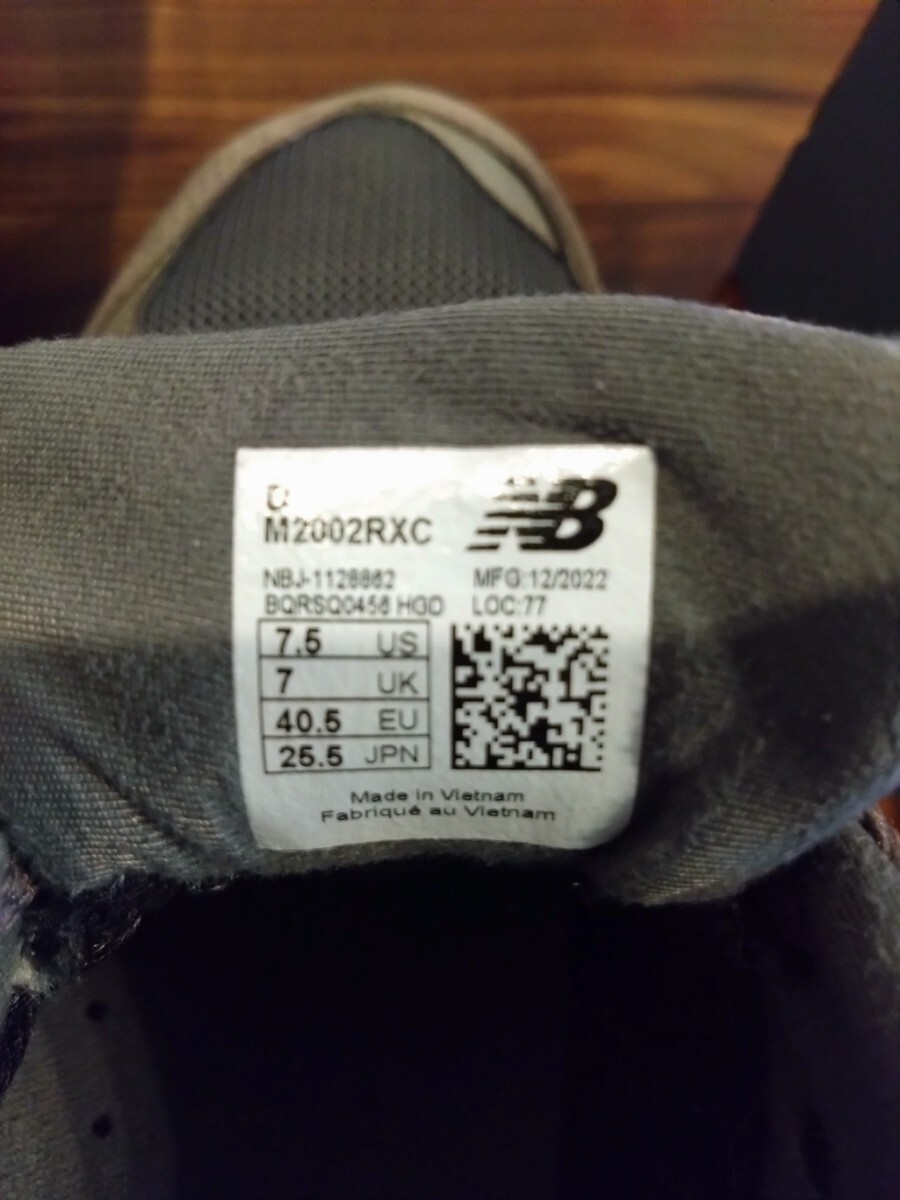 D
M2002RXC
NB
NBJ-1128862
MFG:12/2022
BQRSQ0456 HGD
LOC:77
7.5 US
7 UK
40.5 EU
25.5 JPN
Made in Vietnam
Fabriqué au Vietnam